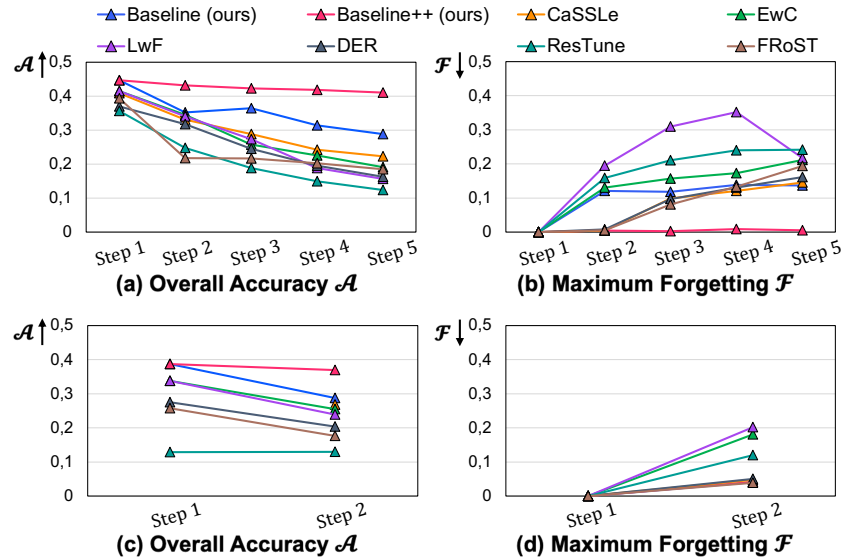 Baseline (ours) Baseline++ (ours) CaSSLe EwC
LwF DER ResTune FRoST
𝒜↑ 0,5
0,4
0,3
0,2
0,1
0
Step 1 Step 2 Step 3 Step 4 Step 5
(a) Overall Accuracy 𝒜
ℱ↓ 0,5
0,4
0,3
0,2
0,1
0
Step 1 Step 2 Step 3 Step 4 Step 5
(b) Maximum Forgetting ℱ
𝒜↑ 0,5
0,4
0,3
0,2
0,1
0
Step 1 Step 2
(c) Overall Accuracy 𝒜
ℱ↓ 0,5
0,4
0,3
0,2
0,1
0
Step 1 Step 2
(d) Maximum Forgetting ℱ